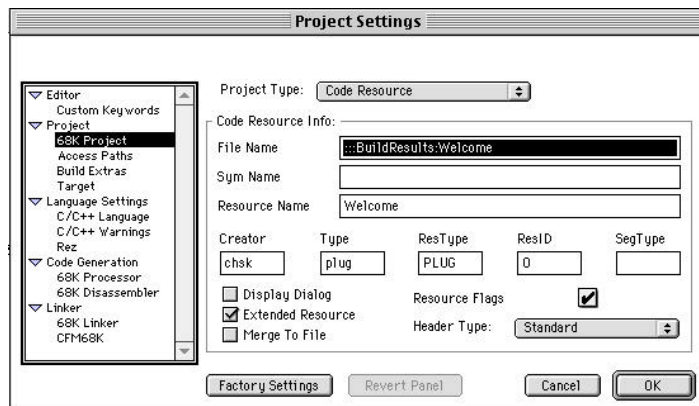 Project Settings
Editor
Custom Keywords
Project
68K Project
Access Paths
Build Extras
Target
Language Settings
C/C++ Language
C/C++ Warnings
Rez
Code Generation
68K Processor
68K Disassembler
Linker
68K Linker
CFM68K
Project Type: Code Resource
Code Resource Info:
File Name :::BuildResults:Welcome
Sym Name
Resource Name Welcome
Creator Type ResType ResID SegType
chsk plug PLUG 0
Display Dialog Resource Flags
Extended Resource
Merge To File Header Type: Standard
Factory Settings Revert Panel Cancel OK